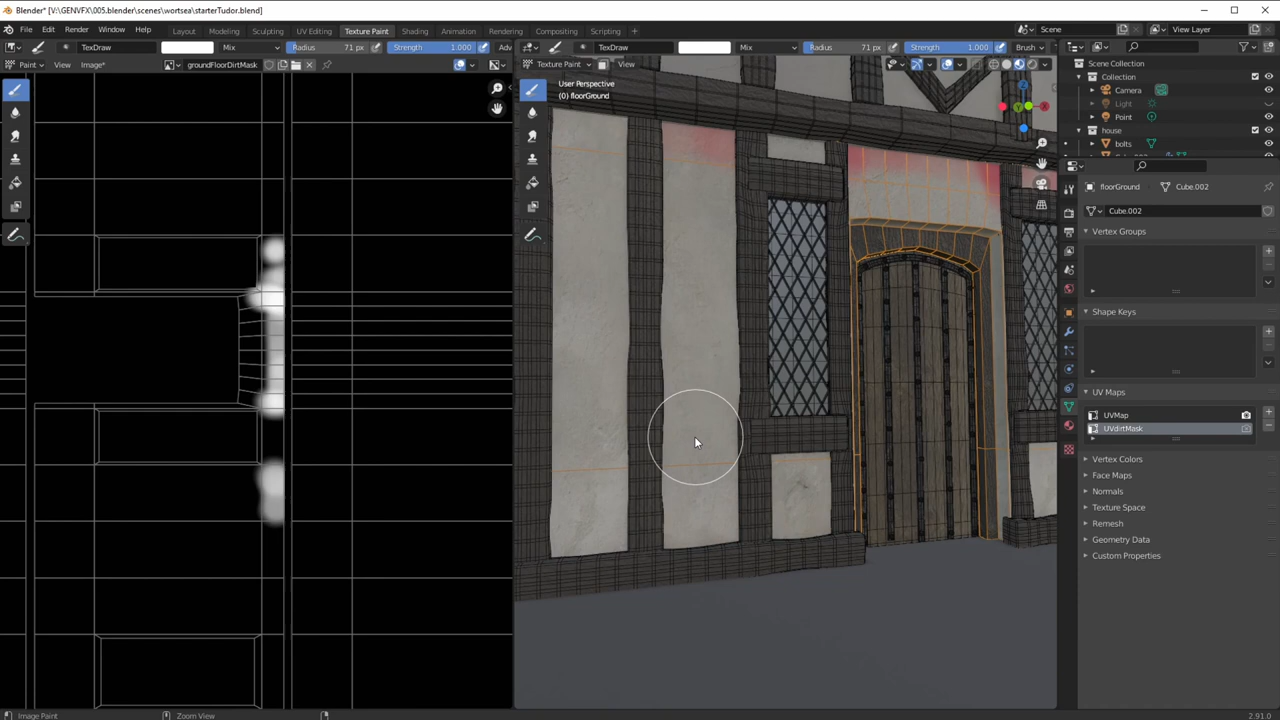 Blender* [V:\GENVFX\005.blender\scenes\wortsea\starterTudor.blend]
File Edit Render Window Help Layout Modeling Sculpting UV Editing Texture Paint Shading Animation Rendering Compositing Scripting Scene View Layer
TexDraw Mix Radius 71 px Strength 1.000 Adv TexDraw Mix Radius 71 px Strength 1.000 Brush
Paint View Image* groundFloorDirtMask Texture Paint View
Scene Collection
Collection
Camera
Light
Point
house
bolts
User Perspective
(0) floorGround
floorGround Cube.002
Cube.002
Vertex Groups
Shape Keys
UV Maps
UVMap
UVdirtMask
Vertex Colors
Face Maps
Normals
Texture Space
Remesh
Geometry Data
Custom Properties
Image Paint Zoom View 2.91.0